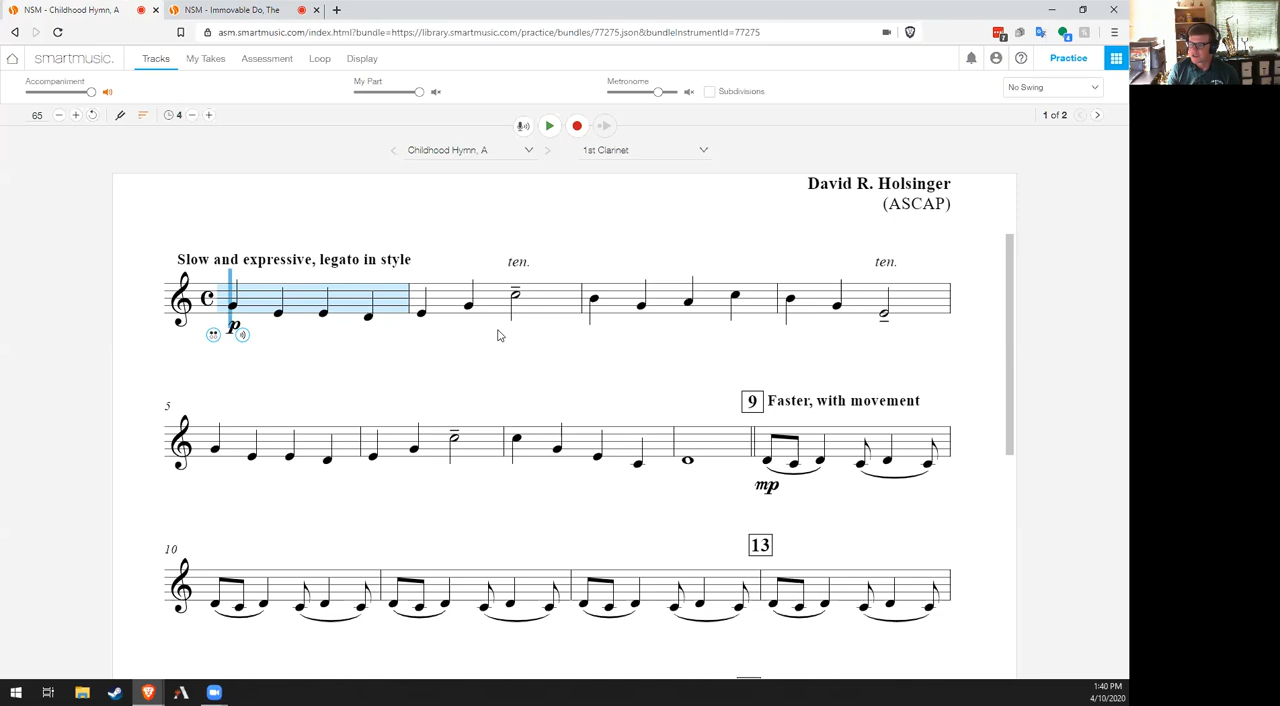 NSM - Childhood Hymn, A
NSM - Immovable Do, The
asm.smartmusic.com/index.html?bundle=https://library.smartmusic.com/practice/bundles/77275.json&bundleInstrumentId=77275
7
4
smartmusic.
Tracks
My Takes
Assessment
Loop
Display
Practice
Accompaniment
My Part
Metronome
Subdivisions
No Swing
65
4
1 of 2
Childhood Hymn, A
1st Clarinet
David R. Holsinger
(ASCAP)
Slow and expressive, legato in style
ten.
ten.
p
5
9 Faster, with movement
mp
10
13
1:40 PM
4/10/2020